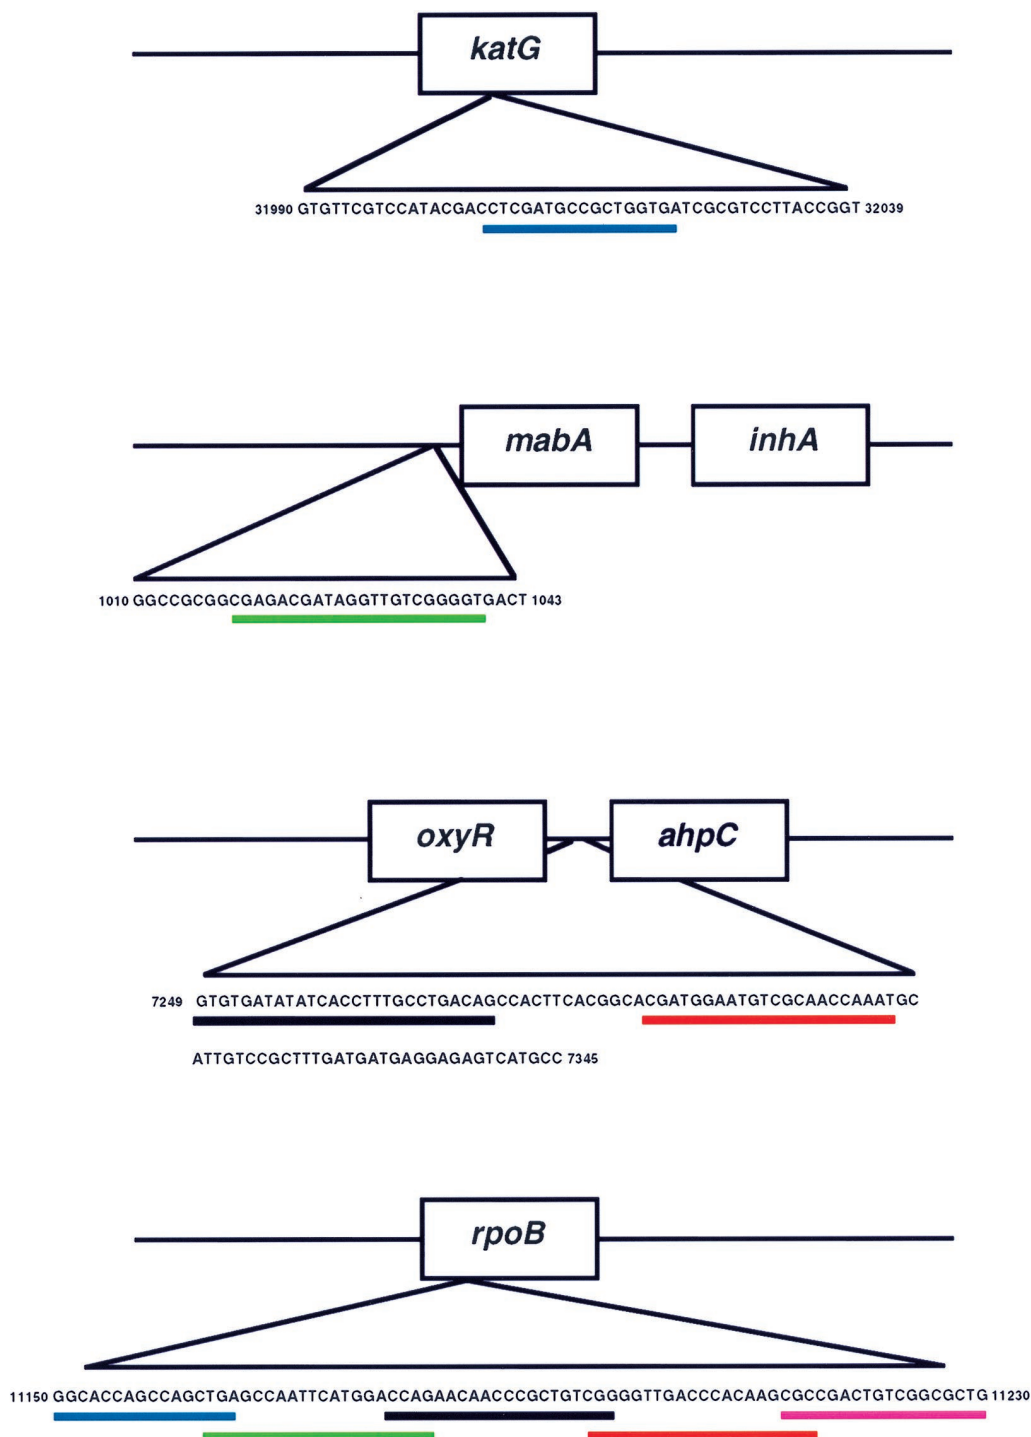 katG
31990 GTGTTCGTCCATACGACCTCGATGCCGCTGGTGATCGCGTCCTTACCGGT 32039
mabA inhA
1010 GGCCGCGGCGAGACGATAGGTTGTCGGGGTGACT 1043
oxyR ahpC
7249 GTGTGATATATCACCTTTGCCTGACAGCCACTTCACGGCACGATGGAATGTCGCAACCAAATGC
ATTGTCCGCTTTGATGATGAGGAGAGTCATGCC 7345
rpoB
11150 GGCACCAGCCAGCTGAGCCAATTCATGGACCAGAACAACCCGCTGTCGGGGTTGACCCACAAGCGCCGACTGTCGGCGCTG 11230